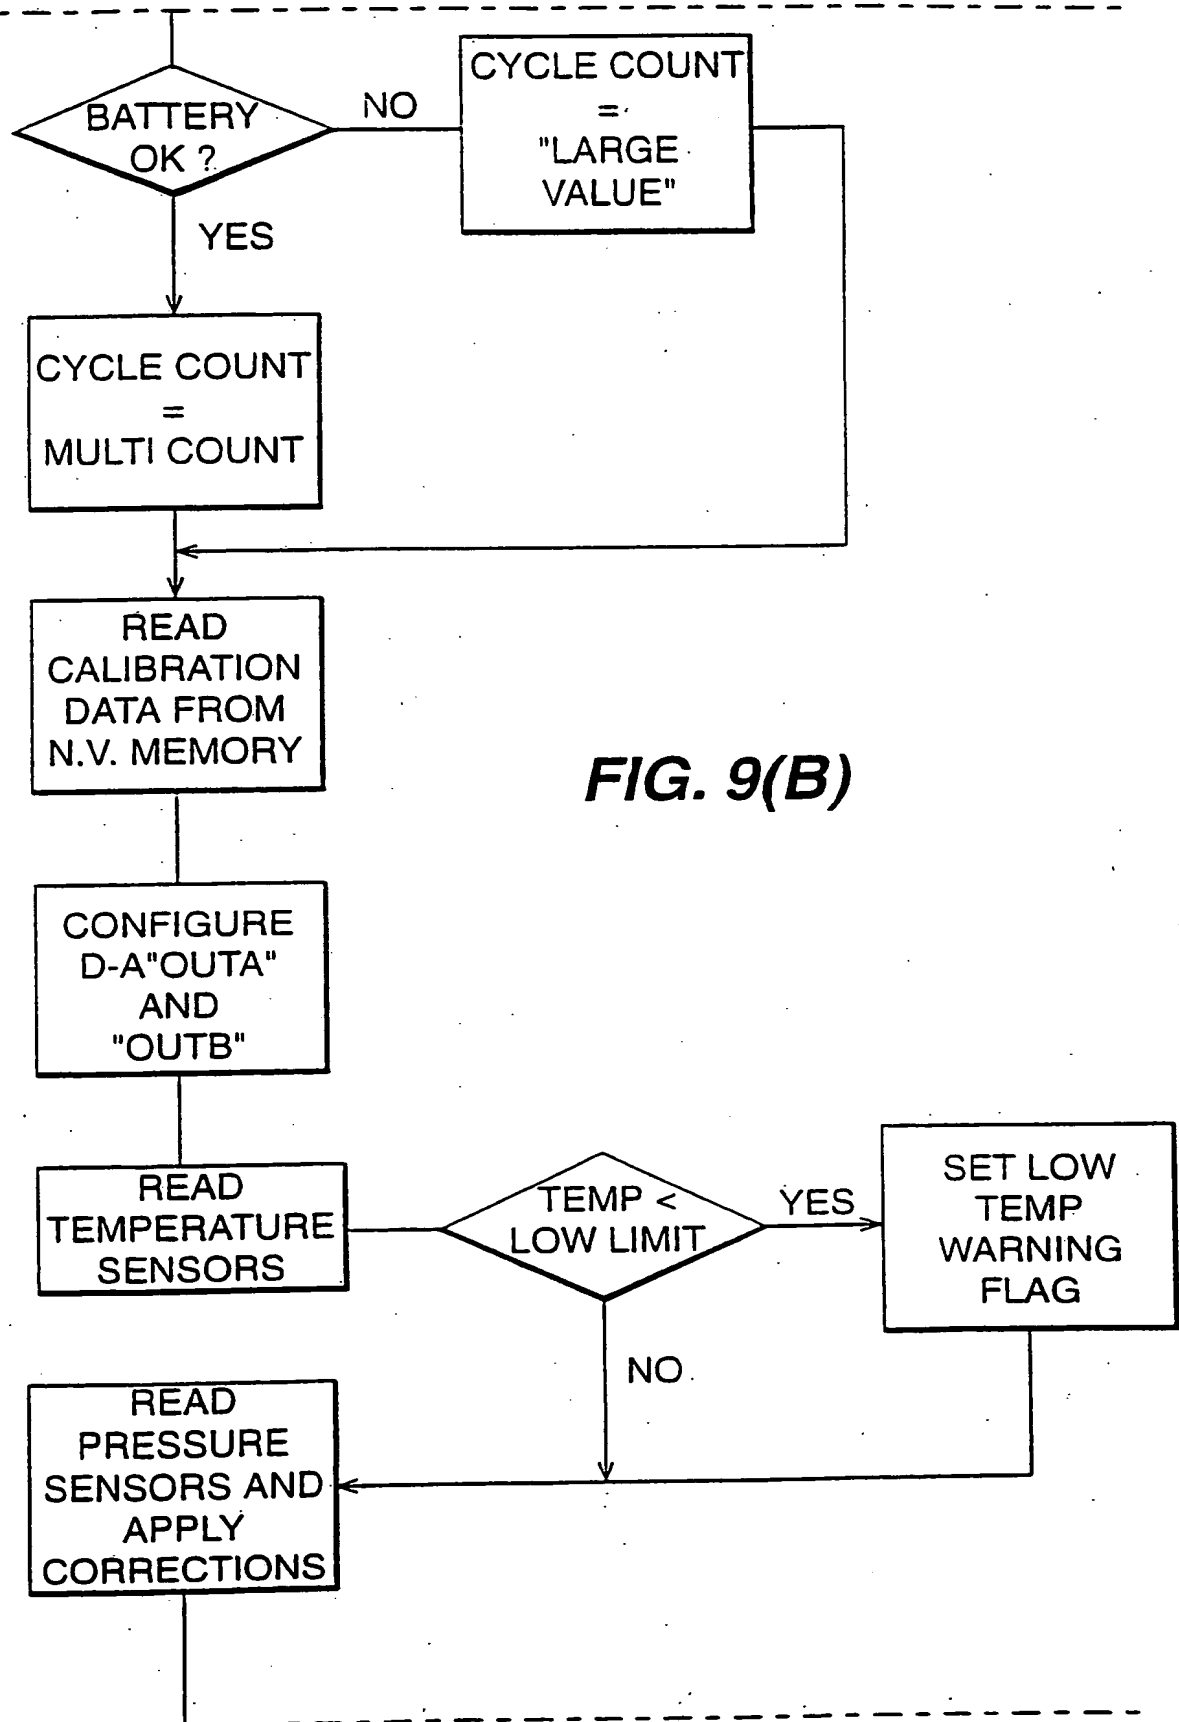 BATTERY
OK ?
NO
CYCLE COUNT
=
"LARGE
VALUE"
YES
CYCLE COUNT
=
MULTI COUNT
READ
CALIBRATION
DATA FROM
N.V. MEMORY
FIG. 9(B)
CONFIGURE
D-A"OUTA"
AND
"OUTB"
READ
TEMPERATURE
SENSORS
TEMP <
LOW LIMIT
YES
SET LOW
TEMP
WARNING
FLAG
NO
READ
PRESSURE
SENSORS AND
APPLY
CORRECTIONS